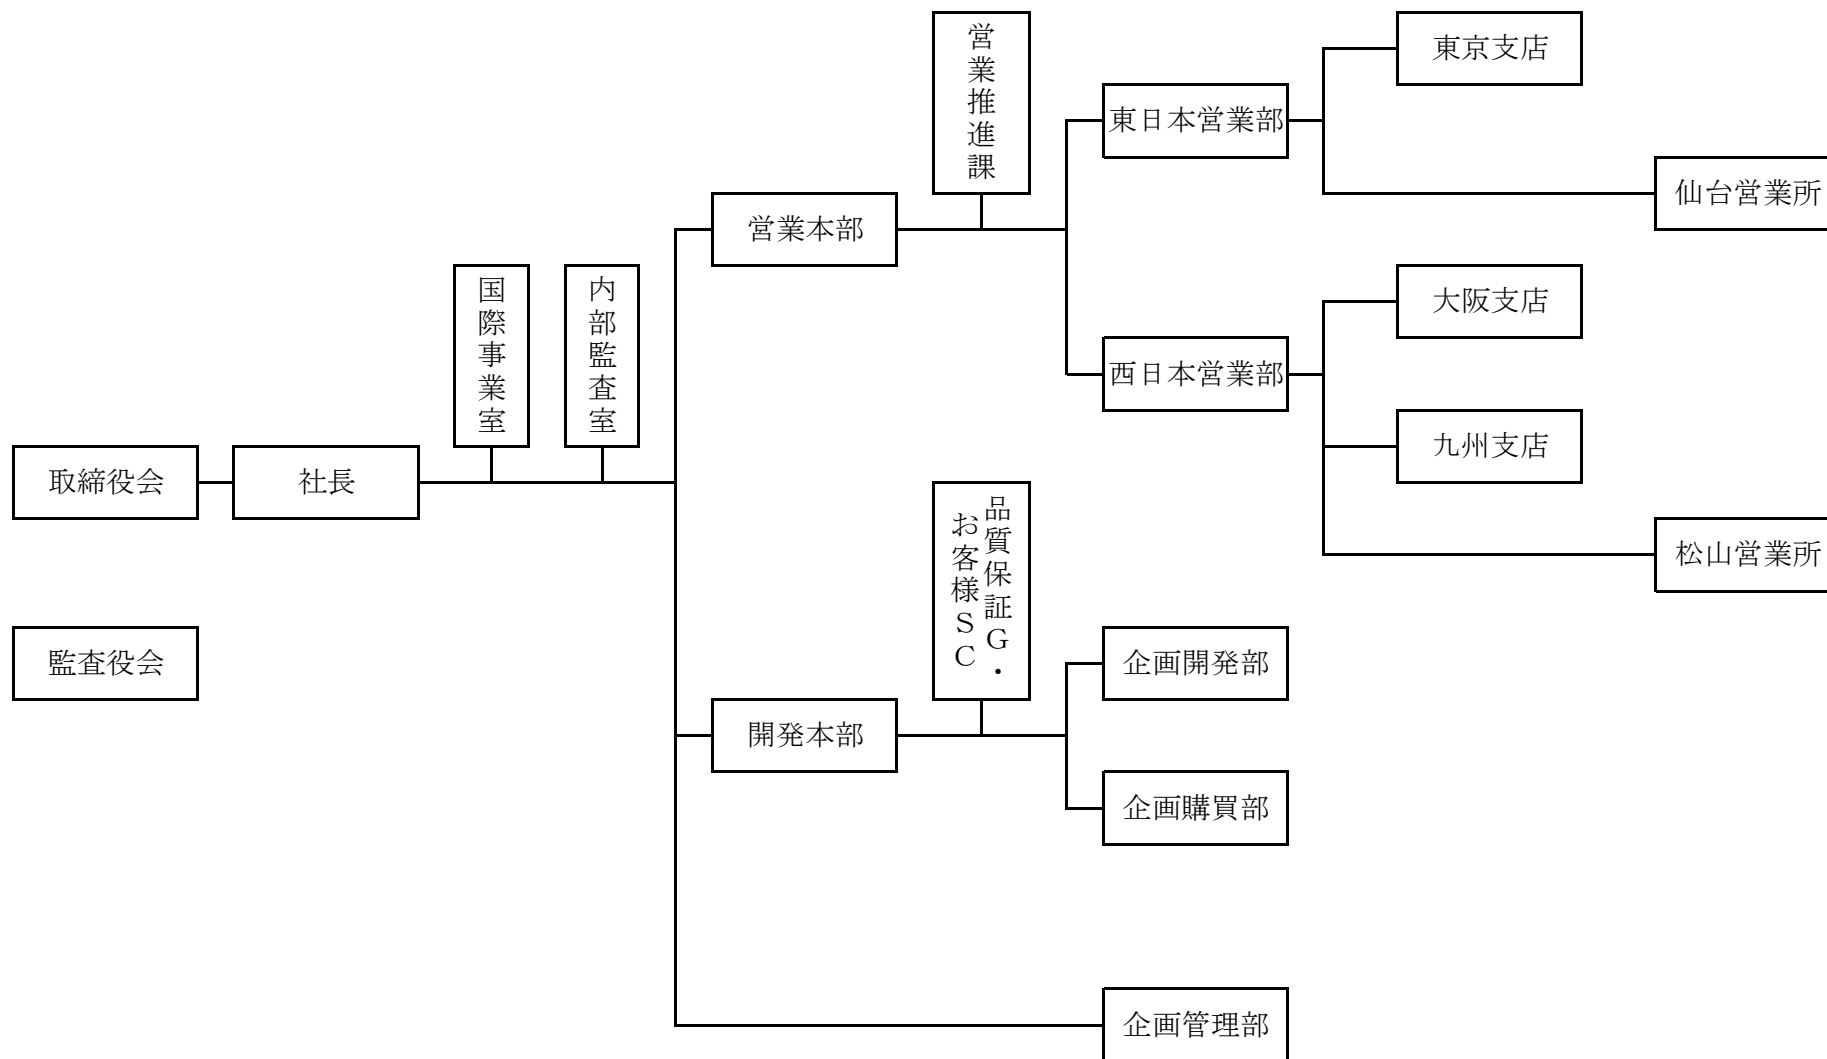 営業推進課
東京支店
東日本営業部
仙台営業所
営業本部
国際事業室
内部監査室
大阪支店
西日本営業部
九州支店
取締役会
社長
品質保証G・
お客様SC
松山営業所
監査役会
企画開発部
開発本部
企画購買部
企画管理部